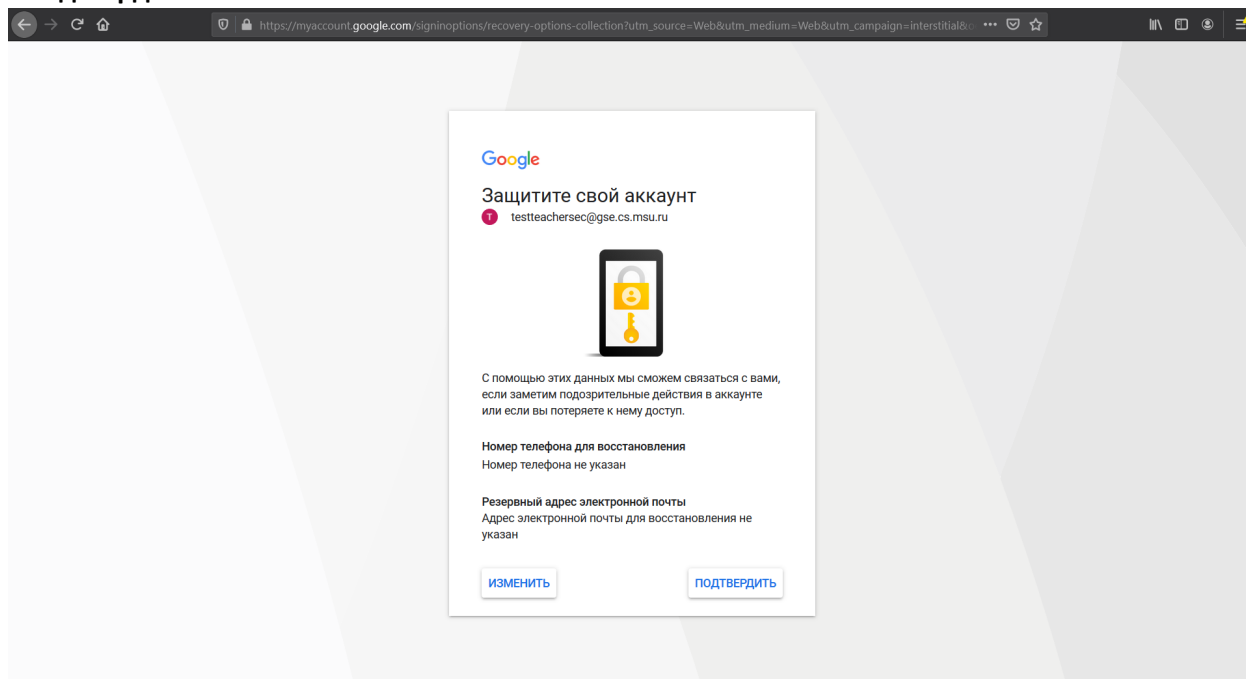 https://myaccount.google.com/signinoptions/recovery-options-collection?utm_source=Web&utm_medium=Web&utm_campaign=interstitial&o
Google
Защитите свой аккаунт
T testteachersec@gse.cs.msu.ru
С помощью этих данных мы сможем связаться с вами,
если заметим подозрительные действия в аккаунте
или если вы потеряете к нему доступ.
Номер телефона для восстановления
Номер телефона не указан
Резервный адрес электронной почты
Адрес электронной почты для восстановления не
указан
ИЗМЕНИТЬ ПОДТВЕРДИТЬ